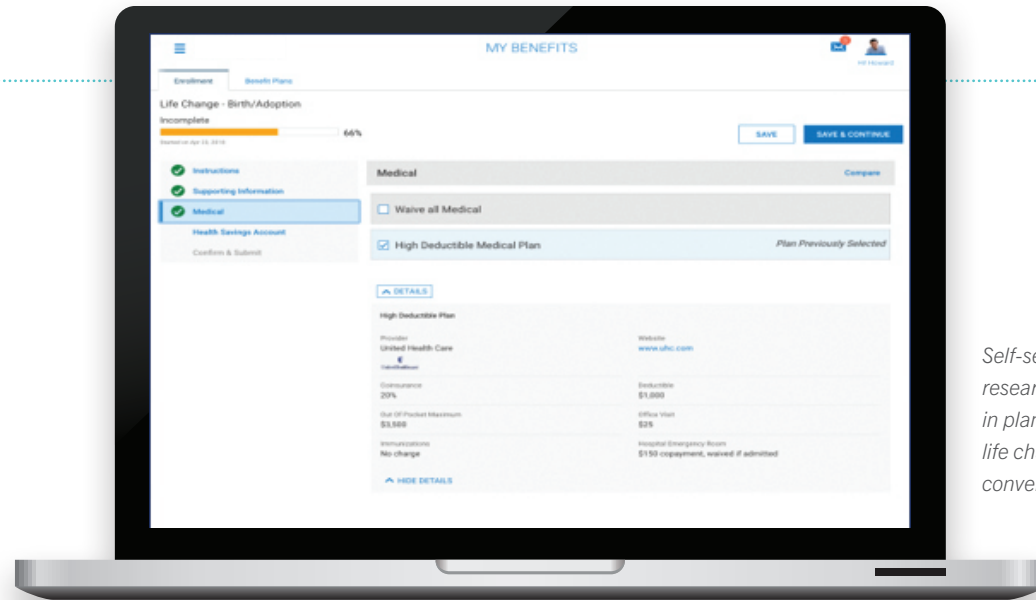 MY BENEFITS
Hi! Howard
Enrollment
Benefit Plans
Life Change - Birth/Adoption
Incomplete
66%
SAVE
SAVE & CONTINUE
Instructions
Supporting Information
Medical
Health Savings Account
Confirm & Submit
Medical
Compare
Waive all Medical
High Deductible Medical Plan
Plan Previously Selected
DETAILS
High Deductible Plan
Provider
United Health Care
Website
www.uhc.com
Coinsurance
20%
Deductible
$1,000
Out Of Pocket Maximum
$3,500
Office Visit
$25
Immunizations
No charge
Hospital Emergency Room
$150 copayment, waived if admitted
HIDE DETAILS
Self-se
resear
in plan
life ch
conve